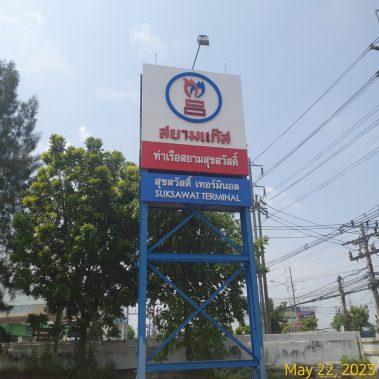 สยามแก๊ส
ท่าเรือสยามสุขสวัสดิ์
สุขสวัสดิ์ เทอร์มินอล
SUKSAWAT TERMINAL
May 22, 2023